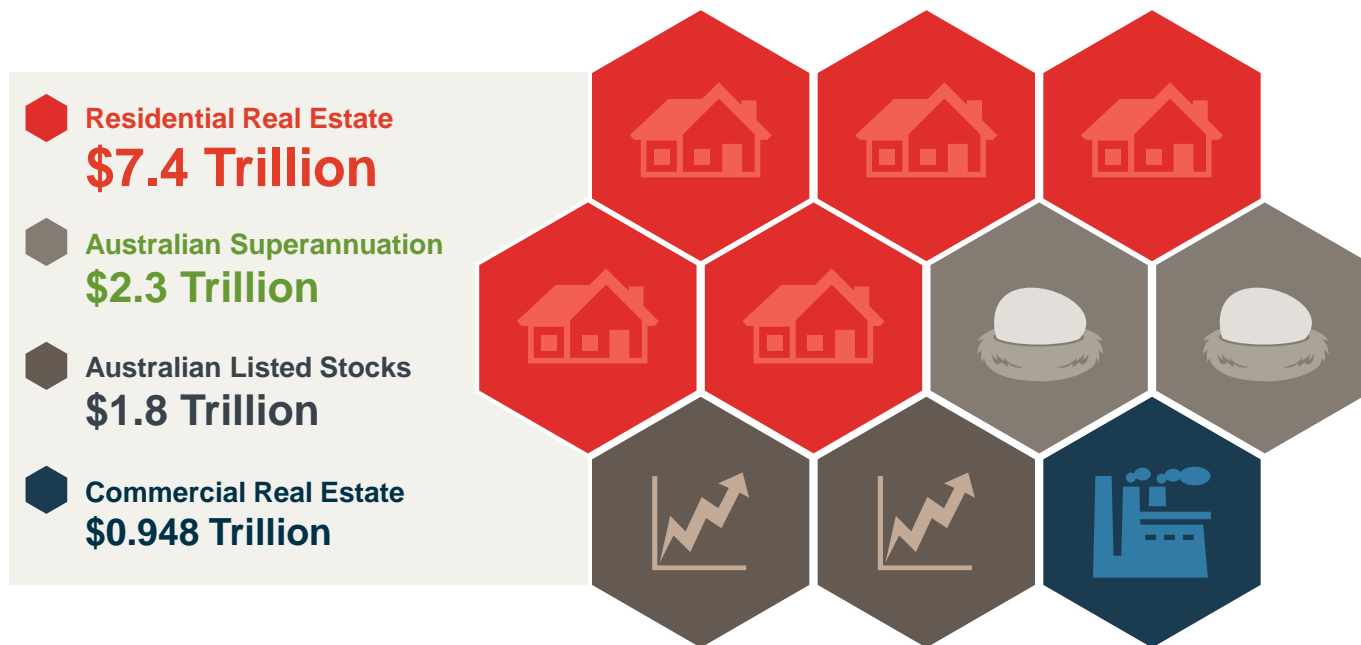 Residential Real Estate
$7.4 Trillion
Australian Superannuation
$2.3 Trillion
Australian Listed Stocks
$1.8 Trillion
Commercial Real Estate
$0.948 Trillion